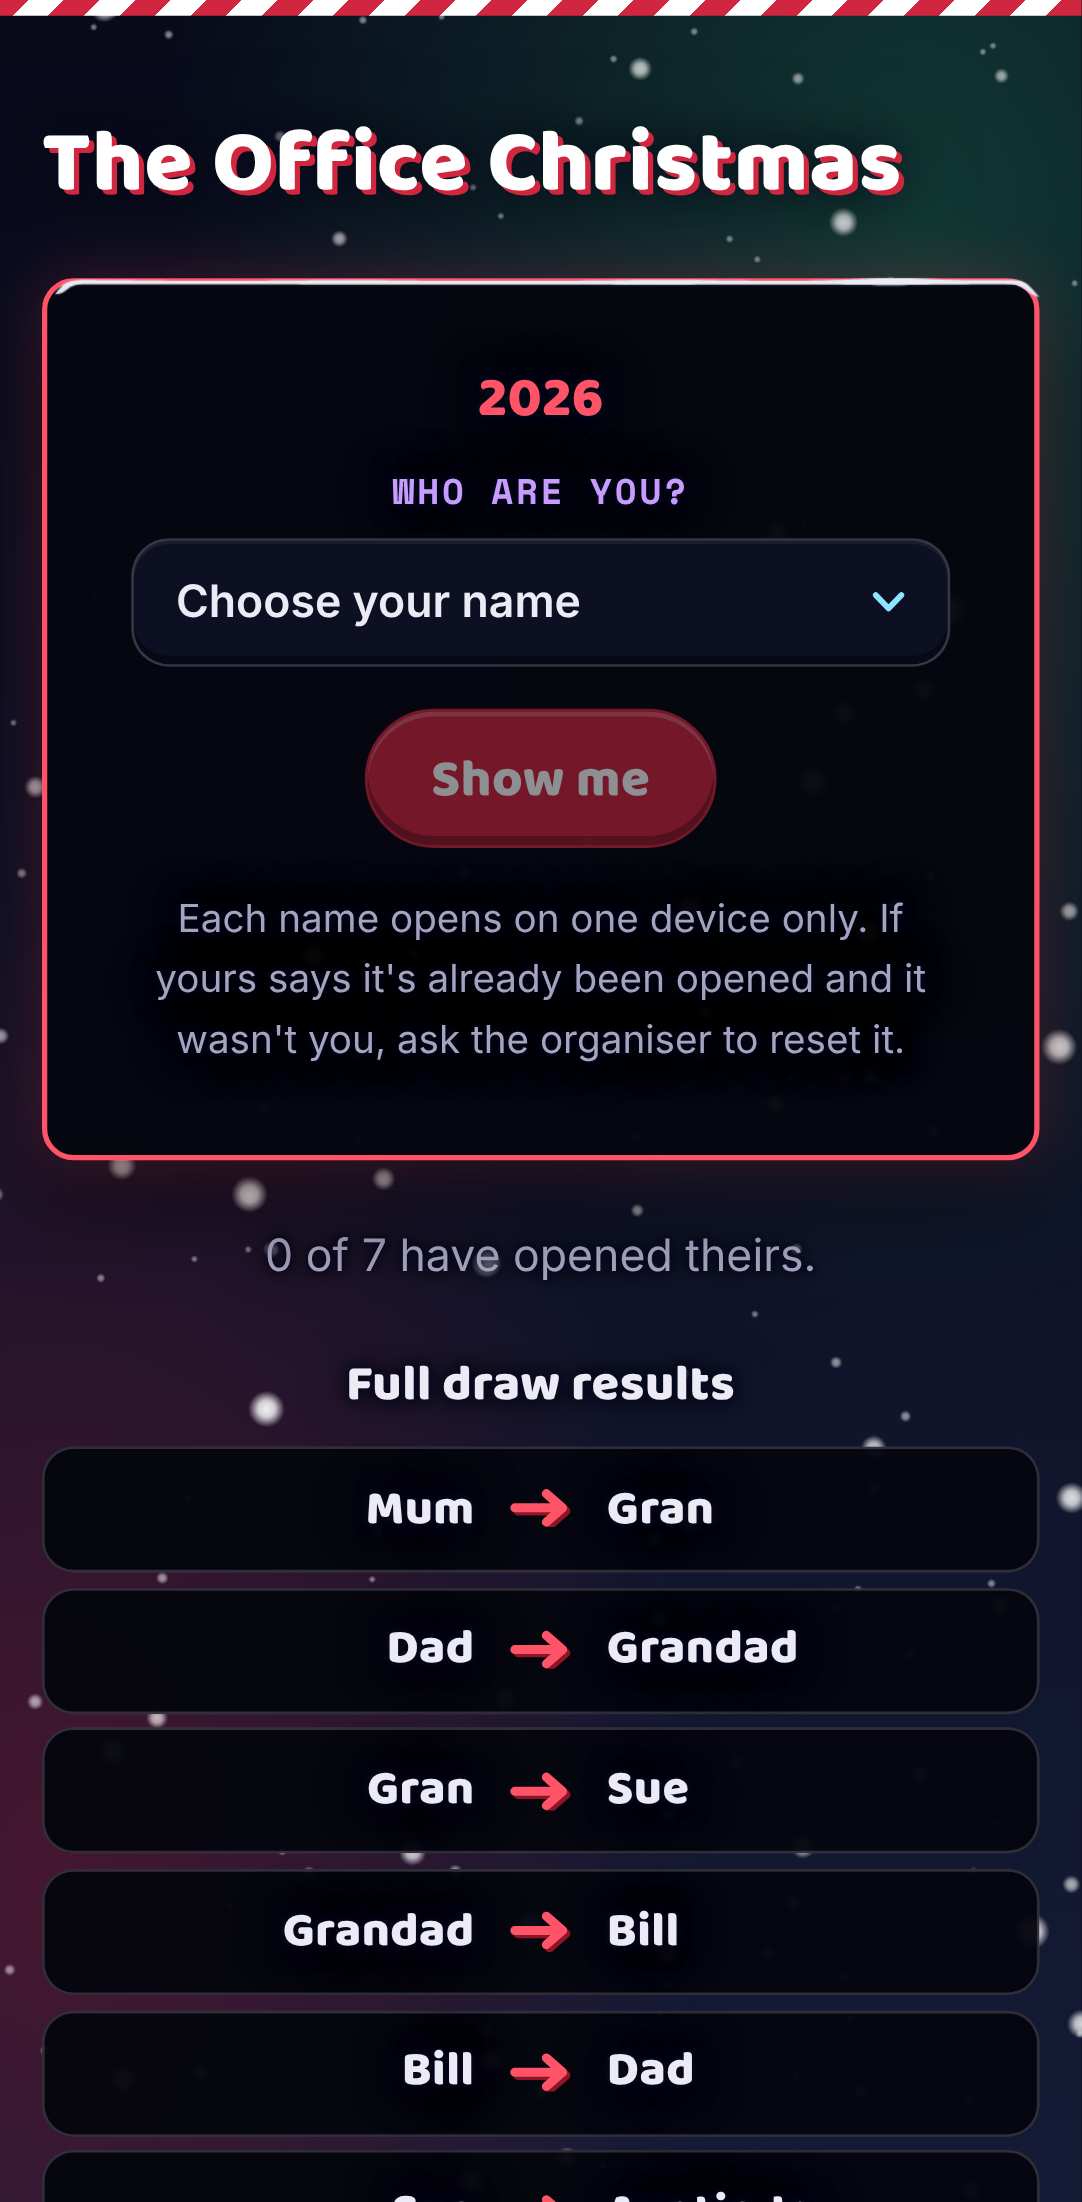 The Office Christmas
2026
WHO ARE YOU?
Choose your name
Show me
Each name opens on one device only. If
yours says it's already been opened and it
wasn't you, ask the organiser to reset it.
0 of 7 have opened theirs.
Full draw results
Mum → Gran
Dad → Grandad
Gran → Sue
Grandad → Bill
Bill → Dad